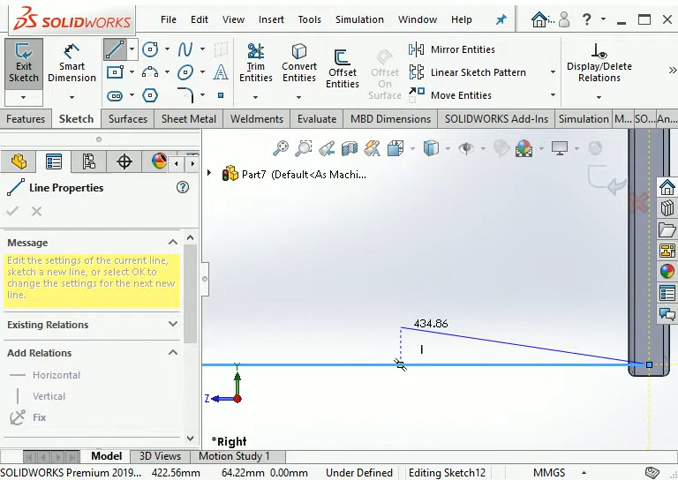 SOLIDWORKS File Edit View Insert Tools Simulation Window Help
Exit Sketch
Smart Dimension
Trim Entities
Convert Entities
Offset Entities
Offset On Surface
Mirror Entities
Linear Sketch Pattern
Move Entities
Display/Delete Relations
Features Sketch Surfaces Sheet Metal Weldments Evaluate MBD Dimensions SOLIDWORKS Add-Ins Simulation M... SO... An...
Part7 (Default<As Machi...
Line Properties
Message
Edit the settings of the current line, sketch a new line, or select OK to change the settings for the next new line.
Existing Relations
Add Relations
Horizontal
Vertical
Fix
434.86
Y
Z
*Right
Model 3D Views Motion Study 1
SOLIDWORKS Premium 2019... 422.56mm 64.22mm 0.00mm Under Defined Editing Sketch12 MMGS